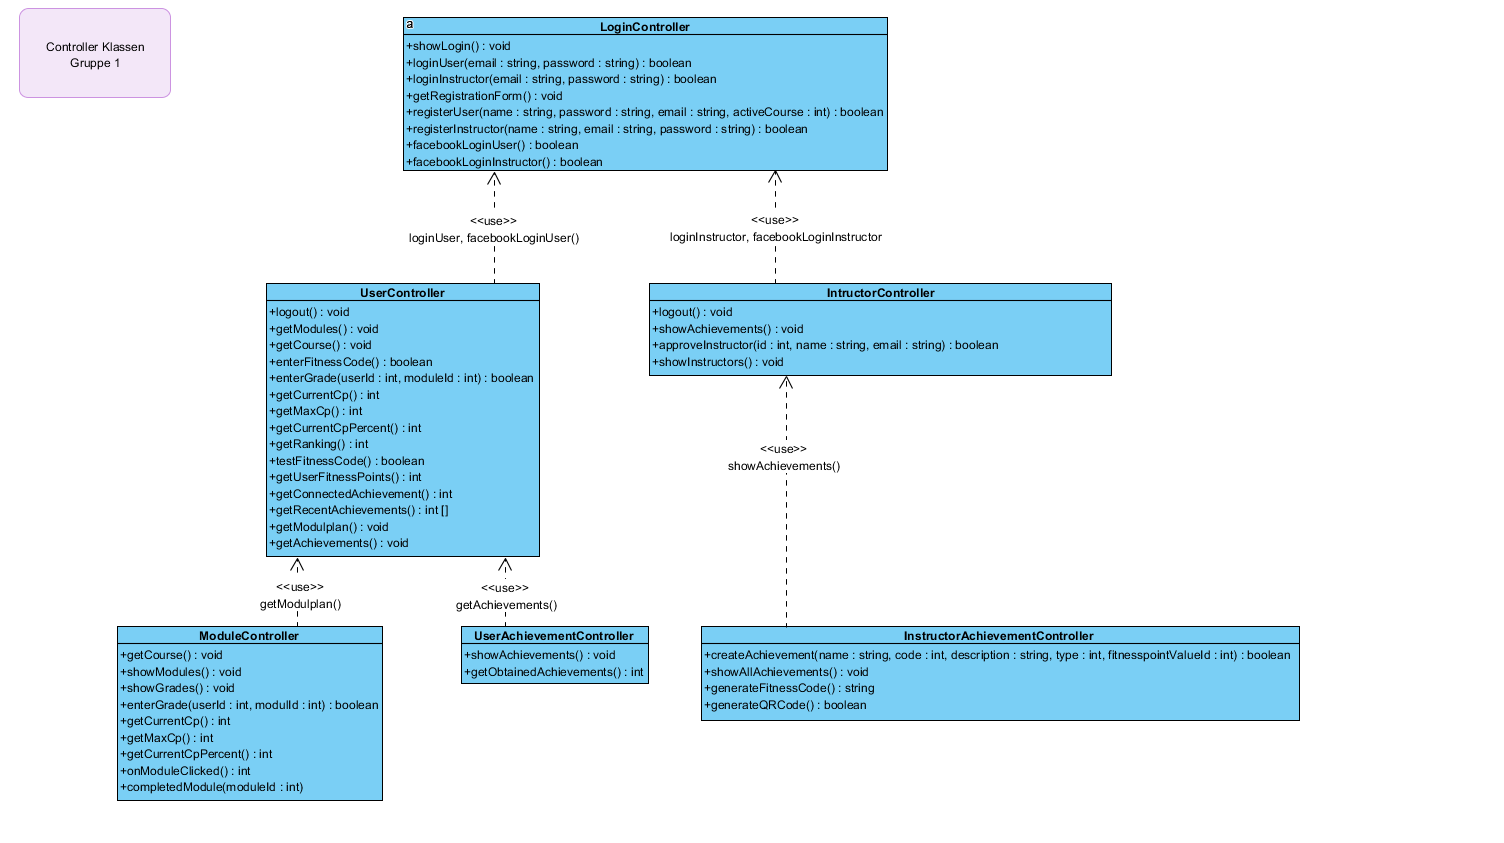 Controller Klassen
Gruppe 1
a
LoginController
+showLogin() : void
+loginUser(email : string, password : string) : boolean
+loginInstructor(email : string, password : string) : boolean
+getRegistrationForm() : void
+registerUser(name : string, password : string, email : string, activeCourse : int) : boolean
+registerInstructor(name : string, email : string, password : string) : boolean
+facebookLoginUser() : boolean
+facebookLoginInstructor() : boolean
<<use>>
loginUser, facebookLoginUser()
<<use>>
loginInstructor, facebookLoginInstructor
UserController
+logout() : void
+getModules() : void
+getCourse() : void
+enterFitnessCode() : boolean
+enterGrade(userId : int, moduleId : int) : boolean
+getCurrentCp() : int
+getMaxCp() : int
+getCurrentCpPercent() : int
+getRanking() : int
+testFitnessCode() : boolean
+getUserFitnessPoints() : int
+getConnectedAchievement() : int
+getRecentAchievements() : int []
+getModulplan() : void
+getAchievements() : void
IntructorController
+logout() : void
+showAchievements() : void
+approveInstructor(id : int, name : string, email : string) : boolean
+showInstructors() : void
<<use>>
showAchievements()
<<use>>
getModulplan()
<<use>>
getAchievements()
ModuleController
+getCourse() : void
+showModules() : void
+showGrades() : void
+enterGrade(userId : int, modulId : int) : boolean
+getCurrentCp() : int
+getMaxCp() : int
+getCurrentCpPercent() : int
+onModuleClicked() : int
+completedModule(moduleId : int)
UserAchievementController
+showAchievements() : void
+getObtainedAchievements() : int
InstructorAchievementController
+createAchievement(name : string, code : int, description : string, type : int, fitnesspointValueId : int) : boolean
+showAllAchievements() : void
+generateFitnessCode() : string
+generateQRCode() : boolean